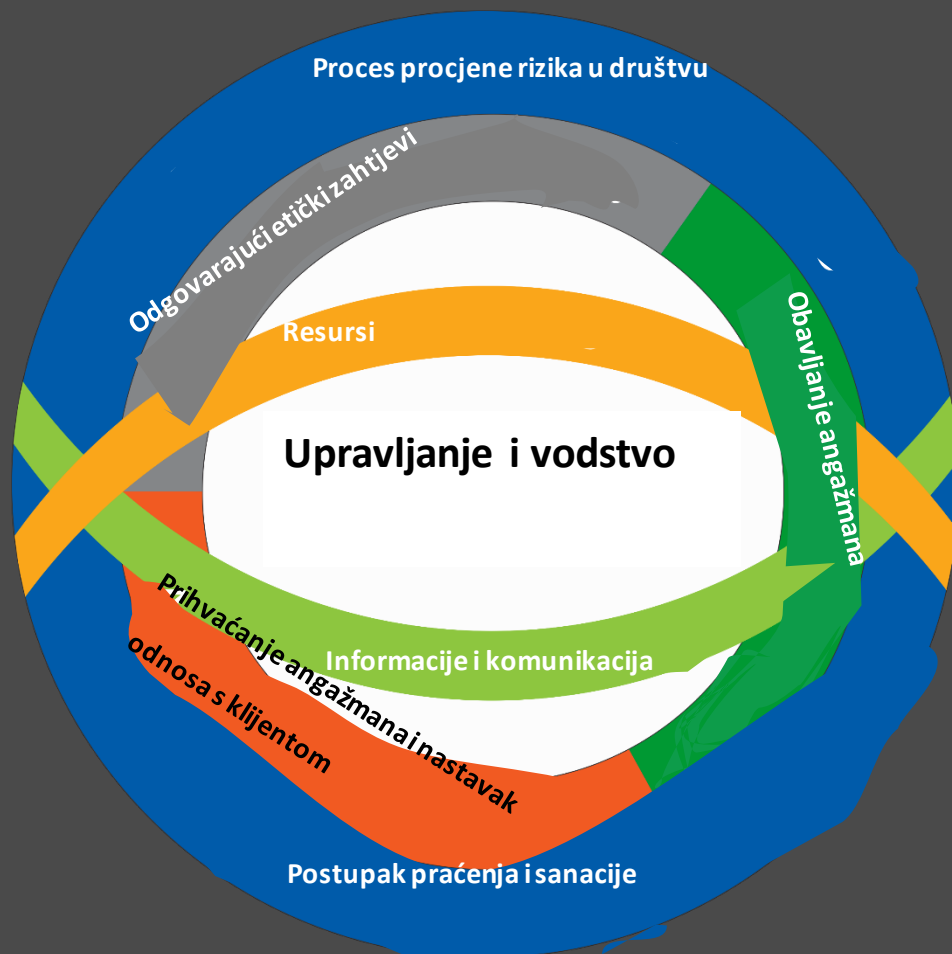 Proces procjene rizika u društvu
Odgovarajući etički zahtjevi
Resursi
Obavljanje angažmana
Upravljanje i vodstvo
Prihvaćanje angažmana i nastavak
odnosa s klijentom
Informacije i komunikacija
Postupak praćenja i sanacije